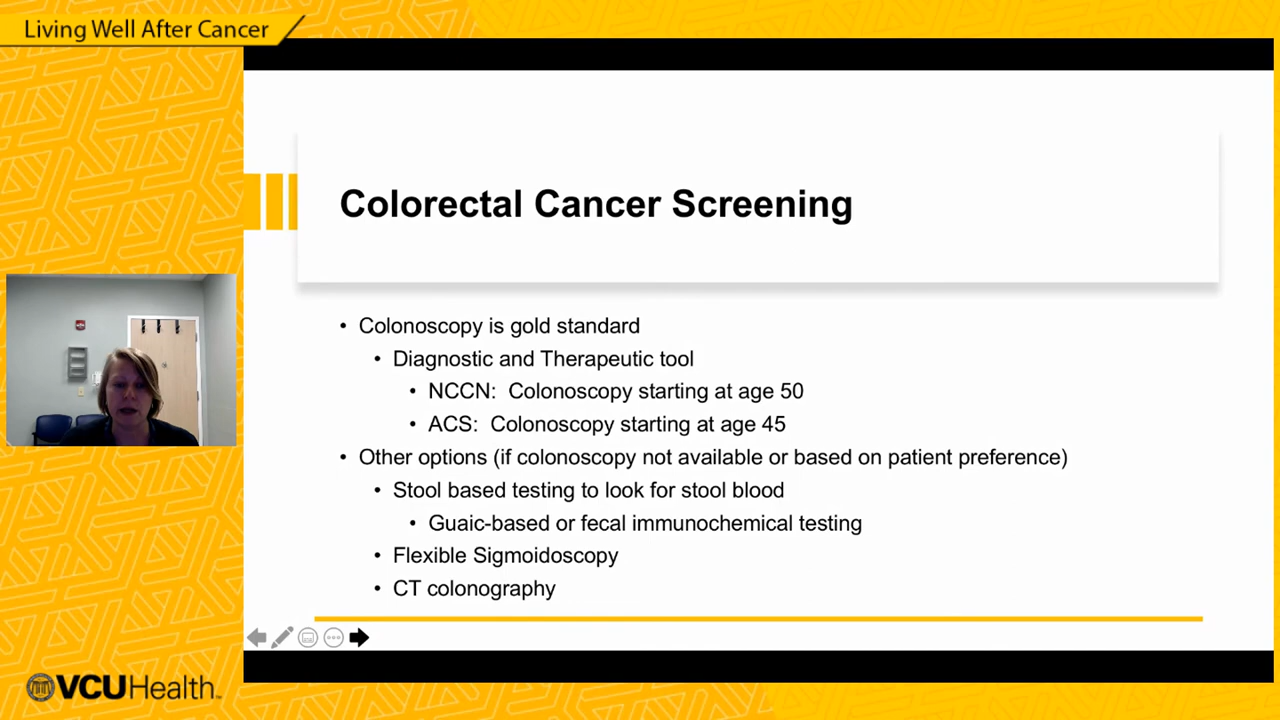 Living Well After Cancer
Colorectal Cancer Screening
• Colonoscopy is gold standard
• Diagnostic and Therapeutic tool
• NCCN: Colonoscopy starting at age 50
• ACS: Colonoscopy starting at age 45
• Other options (if colonoscopy not available or based on patient preference)
• Stool based testing to look for stool blood
• Guaic-based or fecal immunochemical testing
• Flexible Sigmoidoscopy
• CT colonography
VCUHealth™